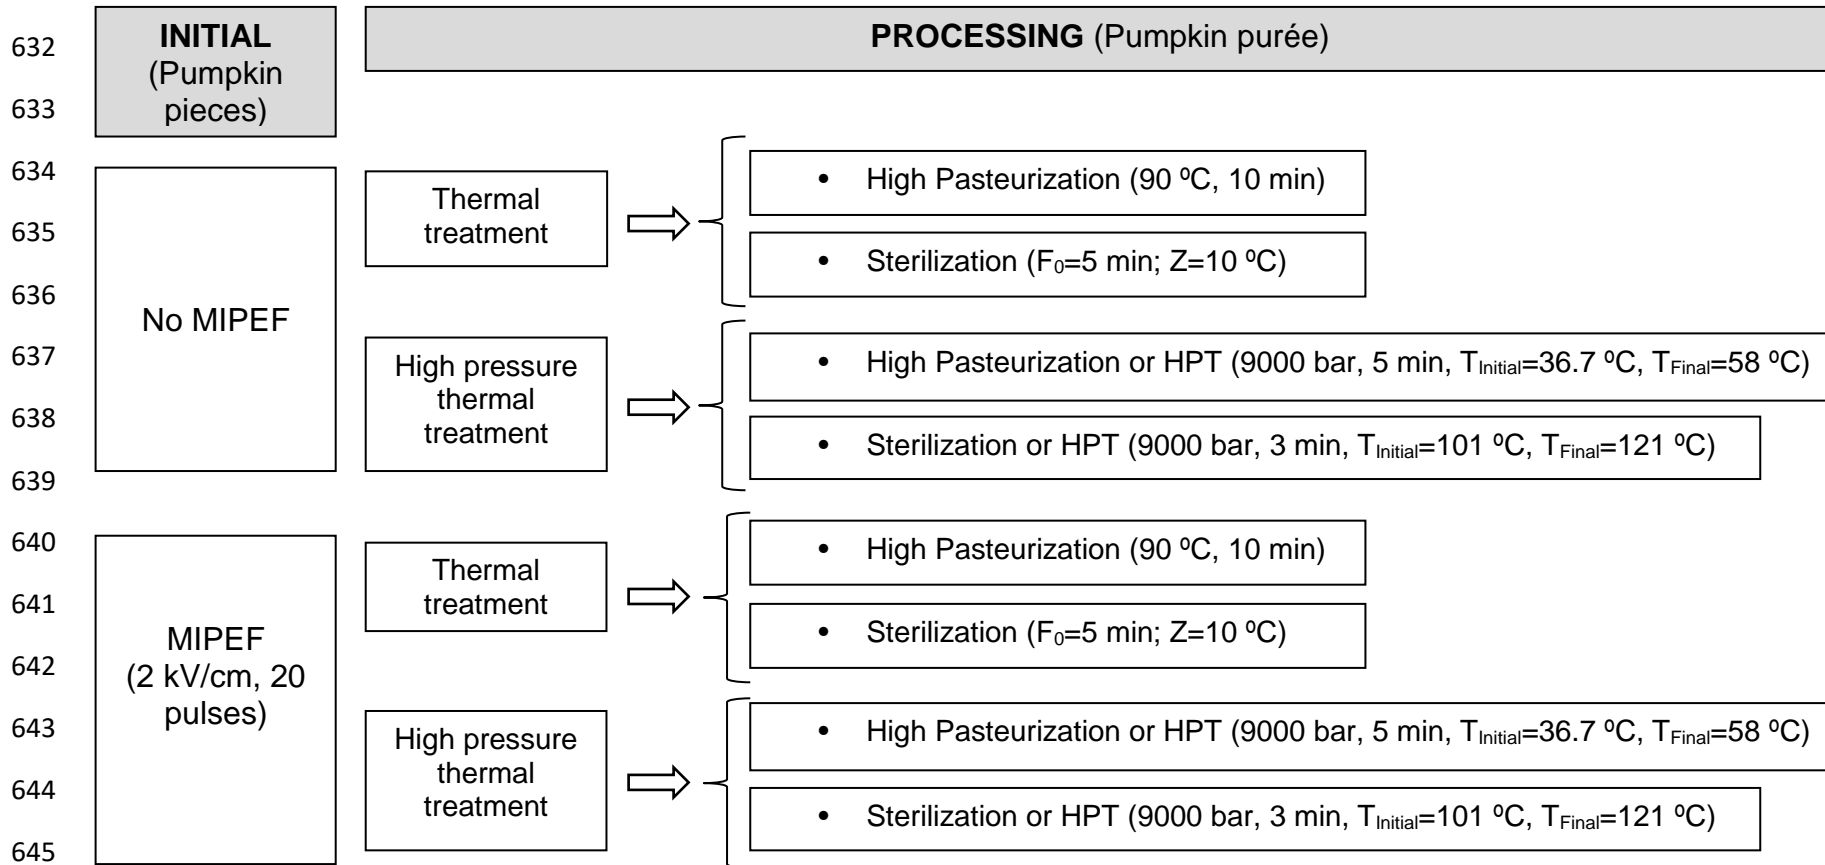 632
633
634
635
636
637
638
639
640
641
642
643
644
645
INITIAL
(Pumpkin
pieces)
PROCESSING (Pumpkin purée)
No MIPEF
Thermal
treatment
• High Pasteurization (90 ºC, 10 min)
• Sterilization (F0=5 min; Z=10 ºC)
High pressure
thermal
treatment
• High Pasteurization or HPT (9000 bar, 5 min, TInitial=36.7 ºC, TFinal=58 ºC)
• Sterilization or HPT (9000 bar, 3 min, TInitial=101 ºC, TFinal=121 ºC)
MIPEF
(2 kV/cm, 20
pulses)
Thermal
treatment
• High Pasteurization (90 ºC, 10 min)
• Sterilization (F0=5 min; Z=10 ºC)
High pressure
thermal
treatment
• High Pasteurization or HPT (9000 bar, 5 min, TInitial=36.7 ºC, TFinal=58 ºC)
• Sterilization or HPT (9000 bar, 3 min, TInitial=101 ºC, TFinal=121 ºC)